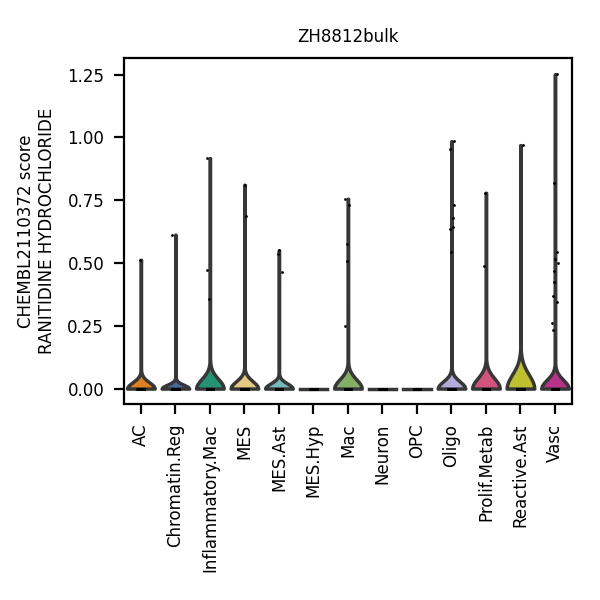 ZH8812bulk
CHEMBL2110372 score
RANITIDINE HYDROCHLORIDE
1.25
1.00
0.75
0.50
0.25
0.00
AC
Chromatin.Reg
Inflammatory.Mac
MES
MES.Ast
MES.Hyp
Mac
Neuron
OPC
Oligo
Prolif.Metab
Reactive.Ast
Vasc